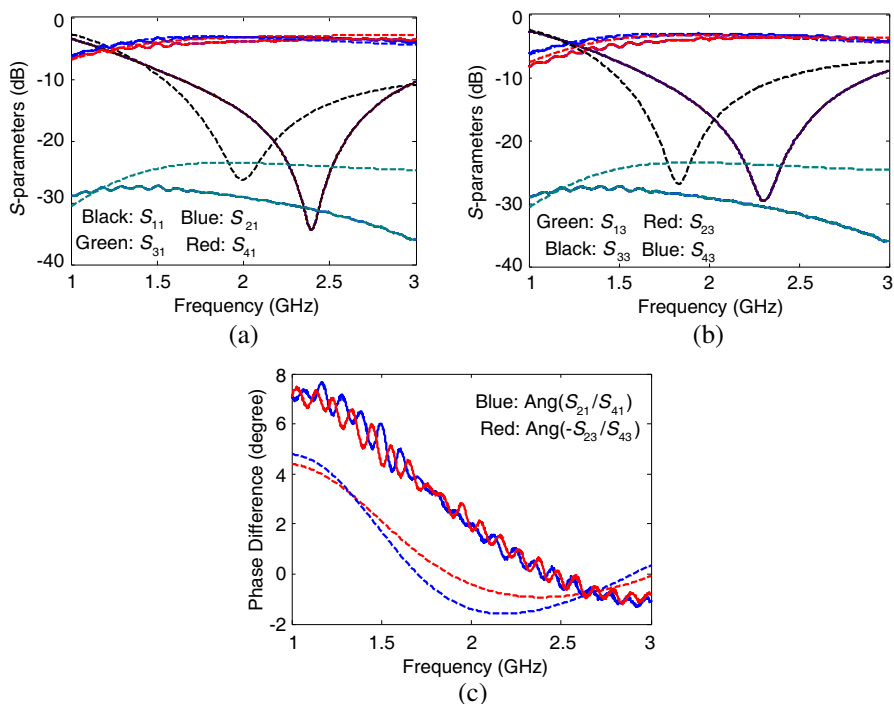 0
-10
-20
-30
-40
S-parameters (dB)
Black: S11 Blue: S21
Green: S31 Red: S41
1 1.5 2 2.5 3
Frequency (GHz)
(a)
0
-10
-20
-30
-40
S-parameters (dB)
Green: S13 Red: S23
Black: S33 Blue: S43
1 1.5 2 2.5 3
Frequency (GHz)
(b)
8
6
4
2
0
-2
Phase Difference (degree)
Blue: Ang(S21/S41)
Red: Ang(-S23/S43)
1 1.5 2 2.5 3
Frequency (GHz)
(c)